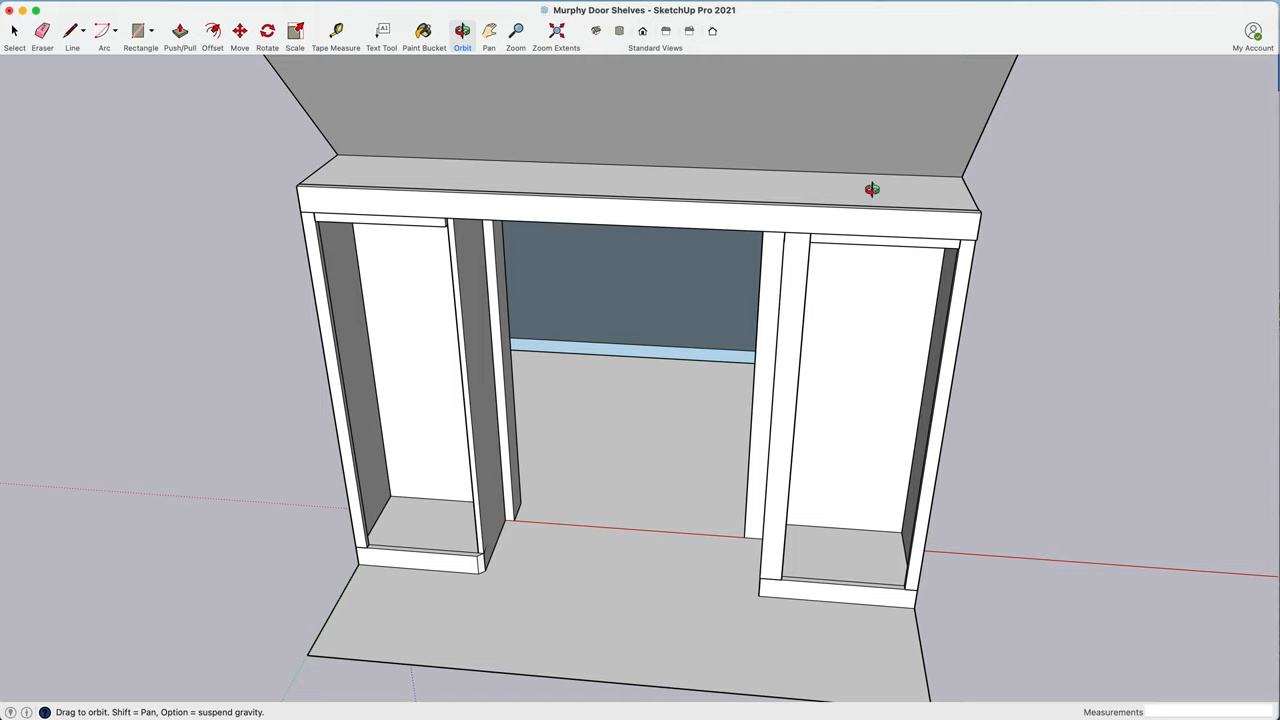 Murphy Door Shelves - SketchUp Pro 2021
Select Eraser Line Arc Rectangle Push/Pull Offset Move Rotate Scale Tape Measure Text Tool Paint Bucket Orbit Pan Zoom Zoom Extents Standard Views My Account
Drag to orbit. Shift = Pan, Option = suspend gravity. Measurements